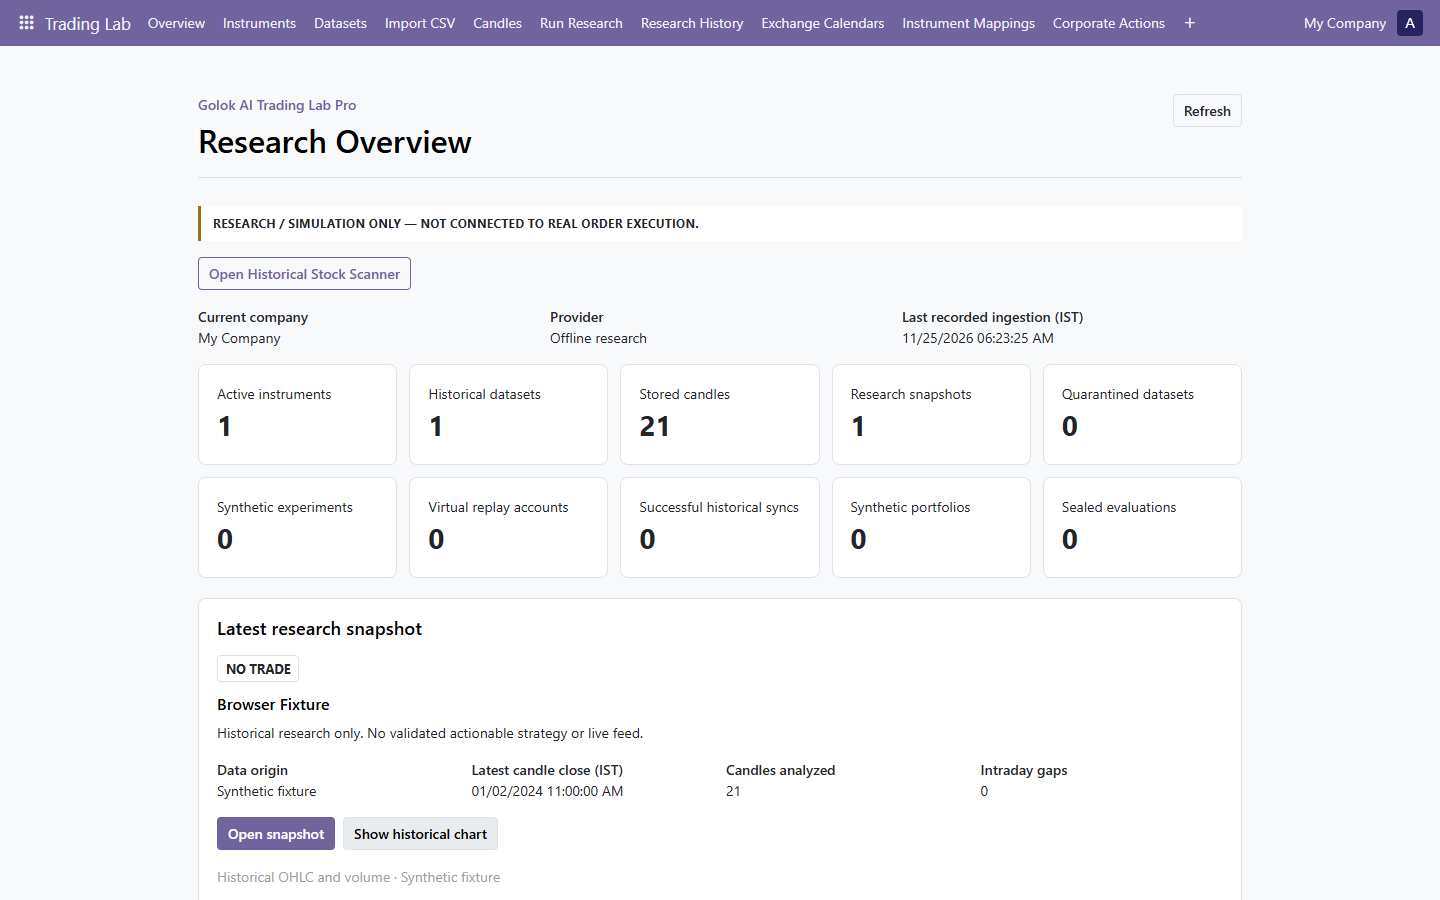 Trading Lab Overview Instruments Datasets Import CSV Candles Run Research Research History Exchange Calendars Instrument Mappings Corporate Actions + My Company A
Golok AI Trading Lab Pro
Refresh
Research Overview
RESEARCH / SIMULATION ONLY — NOT CONNECTED TO REAL ORDER EXECUTION.
Open Historical Stock Scanner
Current company Provider Last recorded ingestion (IST)
My Company Offline research 11/25/2026 06:23:25 AM
Active instruments Historical datasets Stored candles Research snapshots Quarantined datasets
1 1 21 1 0
Synthetic experiments Virtual replay accounts Successful historical syncs Synthetic portfolios Sealed evaluations
0 0 0 0 0
Latest research snapshot
NO TRADE
Browser Fixture
Historical research only. No validated actionable strategy or live feed.
Data origin Latest candle close (IST) Candles analyzed Intraday gaps
Synthetic fixture 01/02/2024 11:00:00 AM 21 0
Open snapshot Show historical chart
Historical OHLC and volume · Synthetic fixture